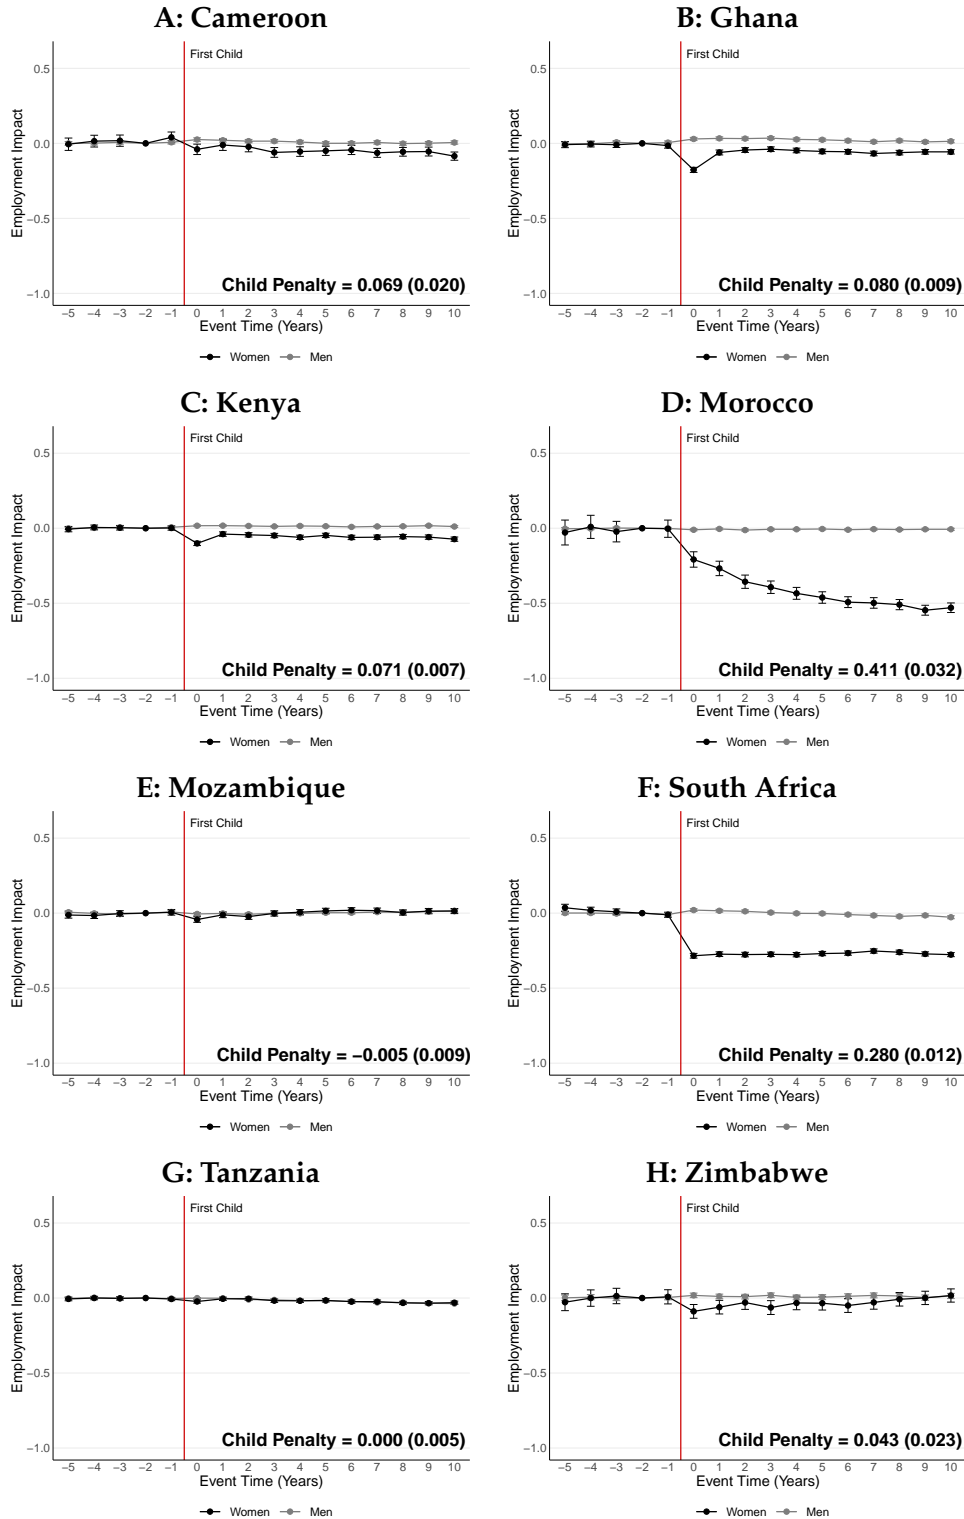 A: Cameroon
First Child
0.5
0.0
−0.5
−1.0
Employment Impact
Child Penalty = 0.069 (0.020)
−5 −4 −3 −2 −1 0 1 2 3 4 5 6 7 8 9 10
Event Time (Years)
Women Men
B: Ghana
First Child
0.5
0.0
−0.5
−1.0
Employment Impact
Child Penalty = 0.080 (0.009)
−5 −4 −3 −2 −1 0 1 2 3 4 5 6 7 8 9 10
Event Time (Years)
Women Men
C: Kenya
First Child
0.5
0.0
−0.5
−1.0
Employment Impact
Child Penalty = 0.071 (0.007)
−5 −4 −3 −2 −1 0 1 2 3 4 5 6 7 8 9 10
Event Time (Years)
Women Men
D: Morocco
First Child
0.5
0.0
−0.5
−1.0
Employment Impact
Child Penalty = 0.411 (0.032)
−5 −4 −3 −2 −1 0 1 2 3 4 5 6 7 8 9 10
Event Time (Years)
Women Men
E: Mozambique
First Child
0.5
0.0
−0.5
−1.0
Employment Impact
Child Penalty = −0.005 (0.009)
−5 −4 −3 −2 −1 0 1 2 3 4 5 6 7 8 9 10
Event Time (Years)
Women Men
F: South Africa
First Child
0.5
0.0
−0.5
−1.0
Employment Impact
Child Penalty = 0.280 (0.012)
−5 −4 −3 −2 −1 0 1 2 3 4 5 6 7 8 9 10
Event Time (Years)
Women Men
G: Tanzania
First Child
0.5
0.0
−0.5
−1.0
Employment Impact
Child Penalty = 0.000 (0.005)
−5 −4 −3 −2 −1 0 1 2 3 4 5 6 7 8 9 10
Event Time (Years)
Women Men
H: Zimbabwe
First Child
0.5
0.0
−0.5
−1.0
Employment Impact
Child Penalty = 0.043 (0.023)
−5 −4 −3 −2 −1 0 1 2 3 4 5 6 7 8 9 10
Event Time (Years)
Women Men